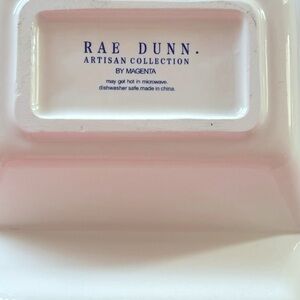 RAE DUNN.
ARTISAN COLLECTION
BY MAGENTA
may get hot in microwave.
dishwasher safe.made in china.